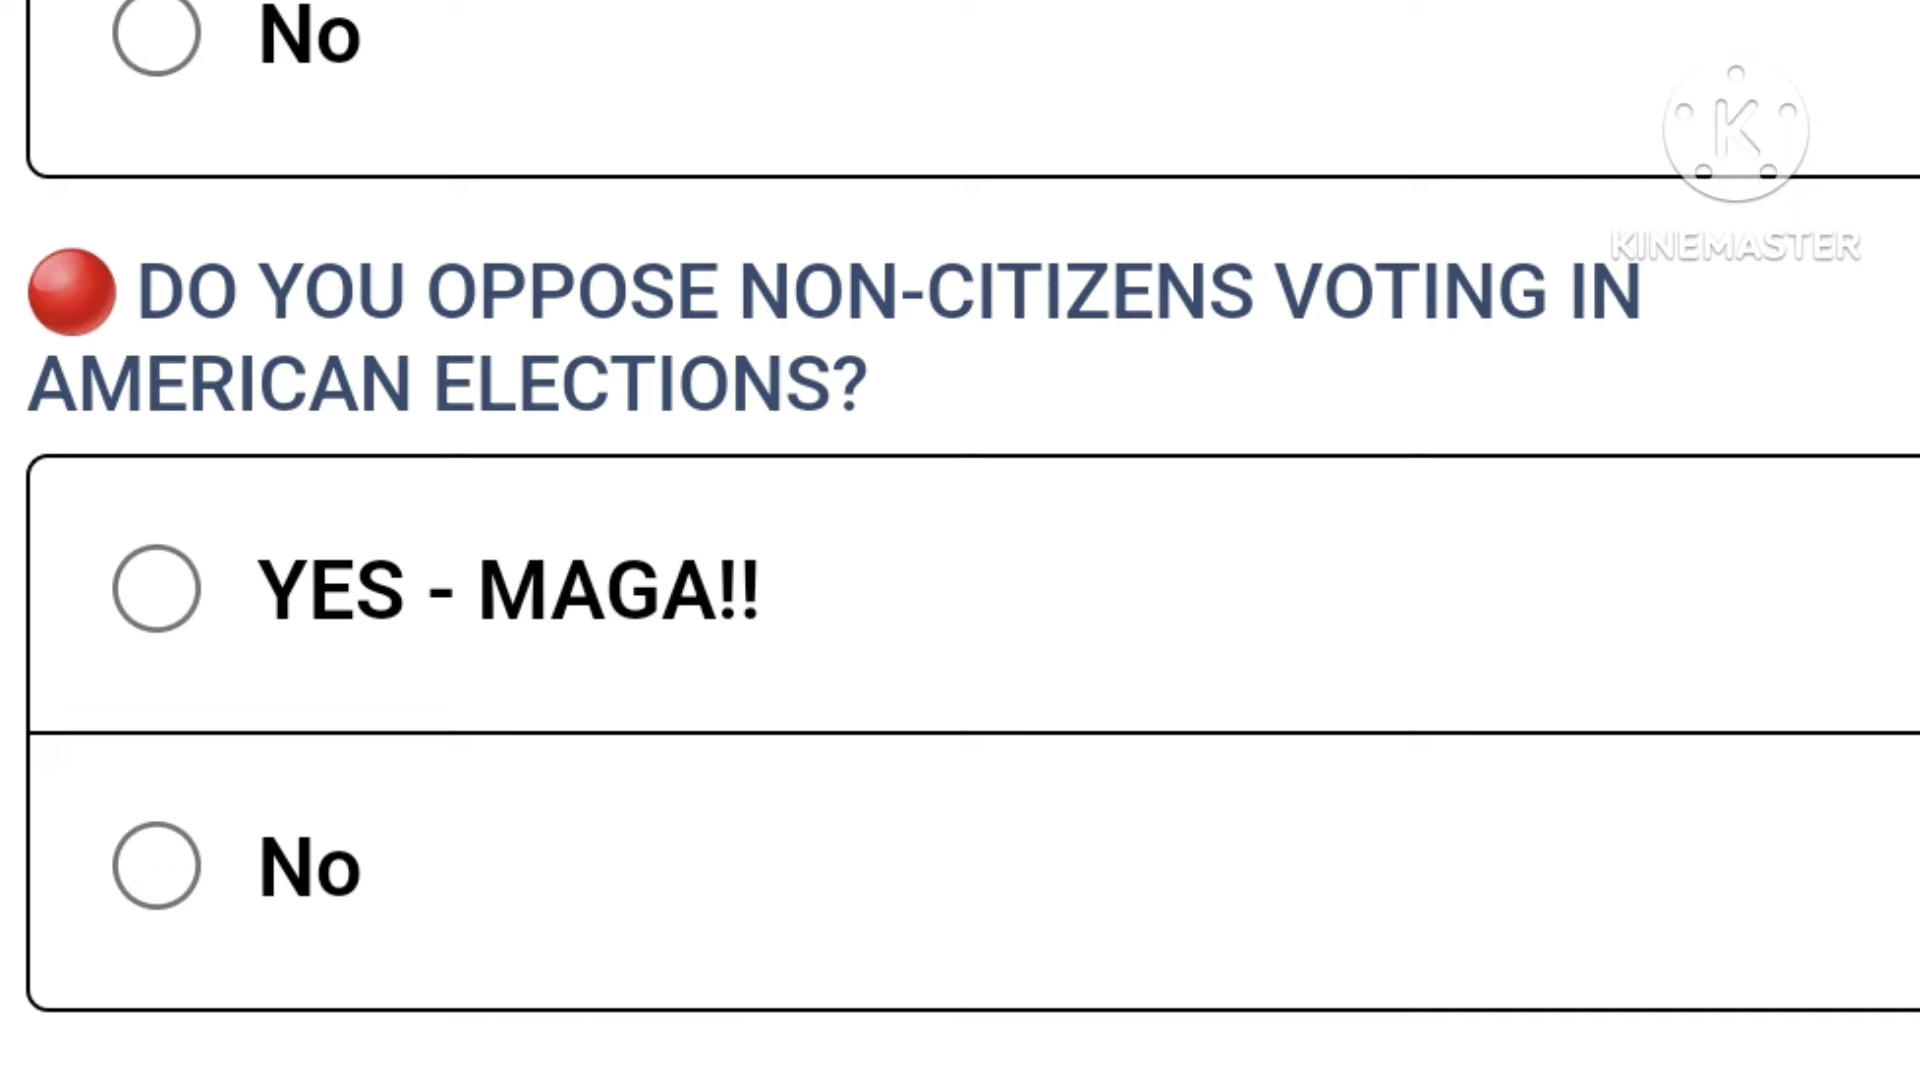 No
K
KINEMASTER
🔴 DO YOU OPPOSE NON-CITIZENS VOTING IN
AMERICAN ELECTIONS?
YES - MAGA!!
No